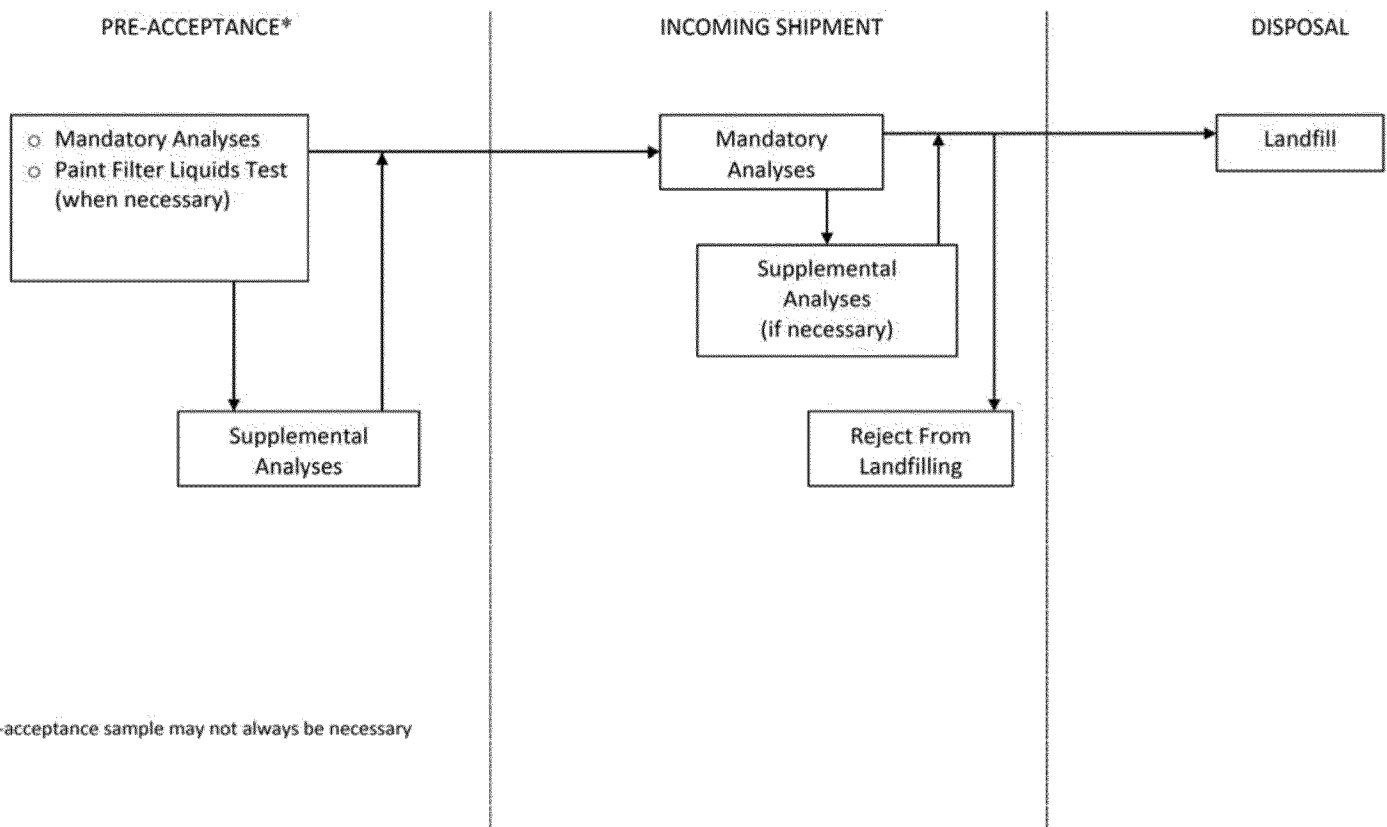 PRE-ACCEPTANCE*
INCOMING SHIPMENT
DISPOSAL
○ Mandatory Analyses
○ Paint Filter Liquids Test
(when necessary)
Mandatory
Analyses
Landfill
Supplemental
Analyses
(if necessary)
Supplemental
Analyses
Reject From
Landfilling
-acceptance sample may not always be necessary